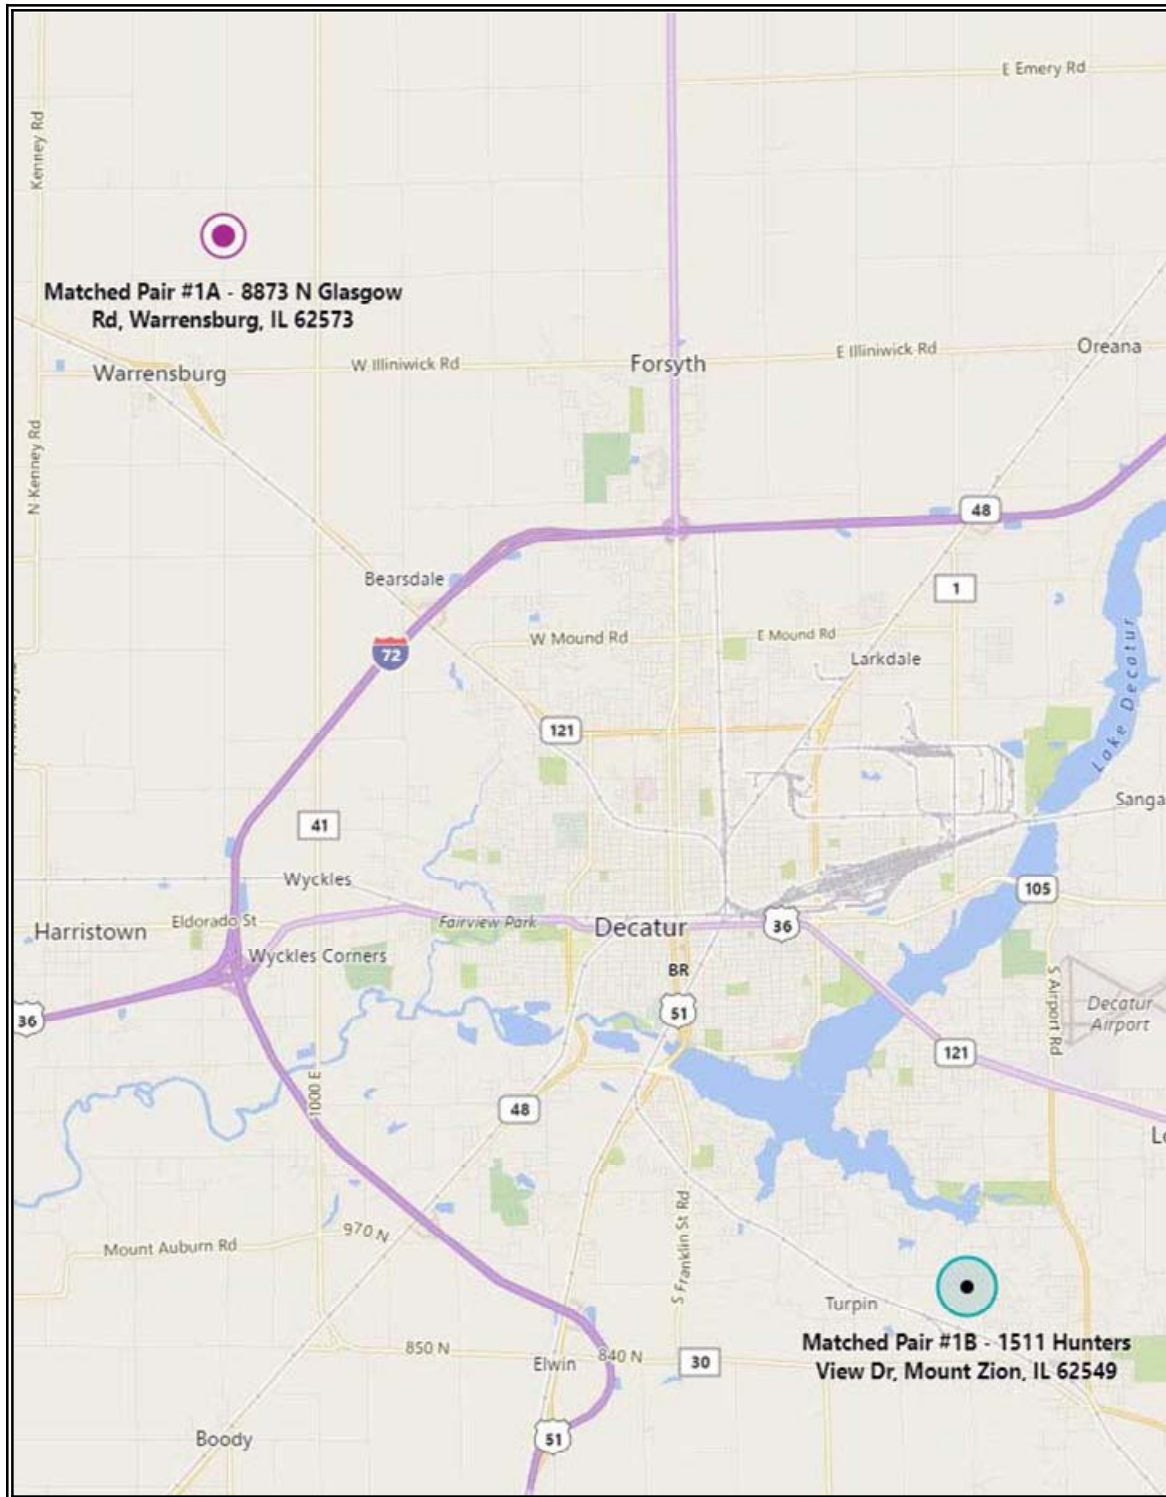 E Emery Rd
Kenney Rd
Matched Pair #1A - 8873 N Glasgow
Rd, Warrensburg, IL 62573
Warrensburg
W Illiniwick Rd
Forsyth
E Illiniwick Rd
Oreana
N Kenney Rd
48
Bearsdale
1
W Mound Rd
E Mound Rd
72
Larkdale
Lake Decatur
121
Sanga
41
Wyckles
105
Harristown
Eldorado St
Fairview Park
Decatur
36
Wyckles Corners
BR
51
36
S Airport Rd
Decatur
Airport
121
1000 E
48
Lo
970 N
Mount Auburn Rd
S Franklin St Rd
Turpin
Matched Pair #1B - 1511 Hunters
View Dr, Mount Zion, IL 62549
850 N
Elwin
840 N
30
Boody
51